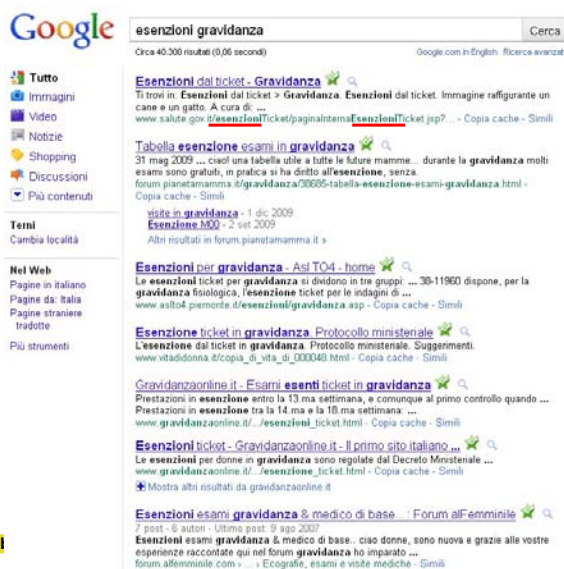 Google
esenzioni gravidanza
Cerca
Circa 40.300 risultati (0,06 secondi)
Google.com in English Ricerca avanzat
Tutto
Immagini
Video
Notizie
Shopping
Discussioni
Più contenuti
Terni
Cambia località
Nel Web
Pagine in italiano
Pagine da: Italia
Pagine straniere
tradotte
Più strumenti
Esenzioni dal ticket - Gravidanza
Ti trovi in: Esenzioni dal ticket > Gravidanza. Esenzioni dal ticket. Immagine raffigurante un
cane e un gatto. A cura di: ...
www.salute.gov.it/esenzioniTicket/paginaInternaEsenzioniTicket.jsp?... - Copia cache - Simili
Tabella esenzione esami in gravidanza
31 mag 2009 ... ciao! una tabella utile a tutte le future mamme... durante la gravidanza molti
esami sono gratuiti, in pratica si ha diritto all'esenzione, senza.
forum.pianetamamma.it/gravidanza/38685-tabella-esenzione-esami-gravidanza.html -
Copia cache - Simili
visite in gravidanza - 1 dic 2009
Esenzione M00 - 2 set 2009
Altri risultati in forum.pianetamamma.it »
Esenzioni per gravidanza - Asl TO4 - home
Le esenzioni ticket per gravidanza si dividono in tre gruppi: ... 38-11960 dispone, per la
gravidanza fisiologica, l'esenzione ticket per le indagini di ...
www.aslto4.piemonte.it/esenzioni/gravidanza.asp - Copia cache - Simili
Esenzione ticket in gravidanza. Protocollo ministeriale
L'esenzione dal ticket in gravidanza. Protocollo ministeriale. Suggerimenti.
www.vitadidonna.it/copia_di_vita_di_000048.html - Copia cache - Simili
Gravidanzaonline.it - Esami esenti ticket in gravidanza
Prestazioni in esenzione entro la 13.ma settimana, e comunque al primo controllo quando ...
Prestazioni in esenzione tra la 14.ma e la 18.ma settimana: ...
www.gravidanzaonline.it/.../esenzioni_ticket.html - Copia cache - Simili
Esenzioni ticket - Gravidanzaonline.it - Il primo sito italiano ...
Le esenzioni per donne in gravidanza sono regolate dal Decreto Ministeriale ...
www.gravidanzaonline.it/.../esenzione_ticket.html - Copia cache - Simili
Mostra altri risultati da gravidanzaonline.it
Esenzioni esami gravidanza & medico di base... : Forum alFemminile
7 post - 6 autori - Ultimo post: 9 ago 2007
Esenzioni esami gravidanza & medico di base.. ciao donne, sono nuova e grazie alle vostre
esperienze raccontate qui nel forum gravidanza ho imparato ...
forum.alfemminile.com › ... › Ecografie, esami e visite mediche - Simili